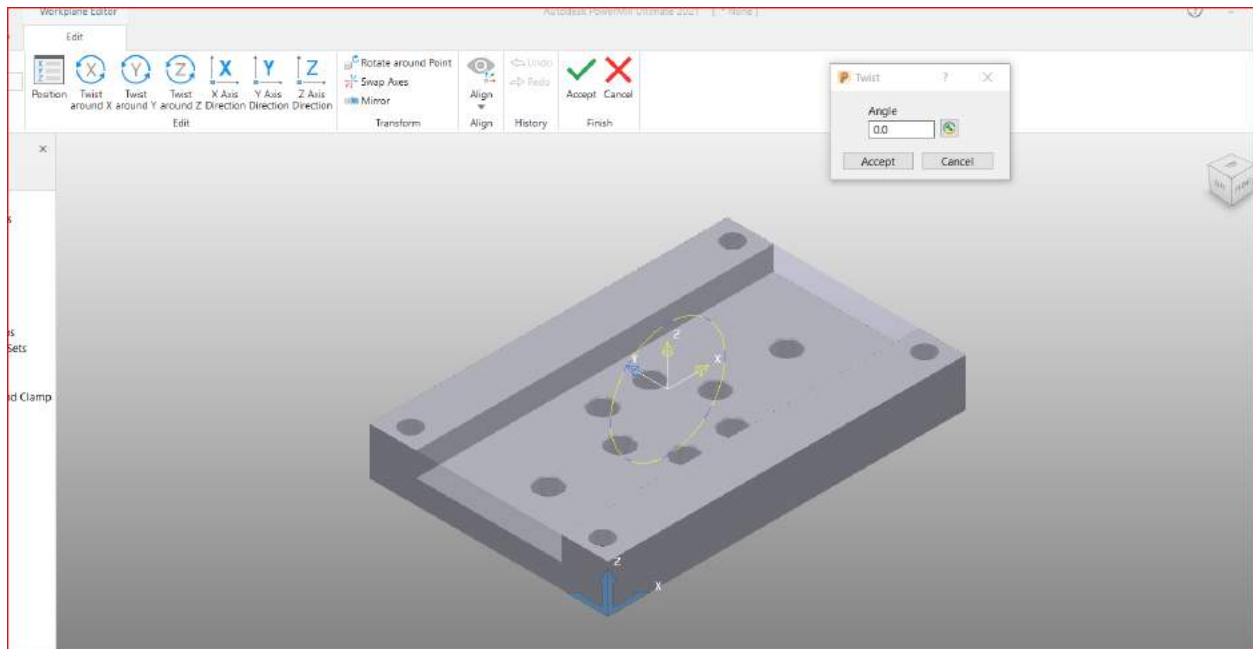 Workplane Editor
Autodesk PowerMill Ultimate 2021 [ * None ]
Edit
Position
Twist around X
Twist around Y
Twist around Z
X Axis Direction
Y Axis Direction
Z Axis Direction
Edit
Rotate around Point
Swap Axes
Mirror
Transform
Align
Align
Undo
Redo
History
Accept
Cancel
Finish
Twist ? ×
Angle
0.0
Accept Cancel
Sets
Z
Y
X
Z
X